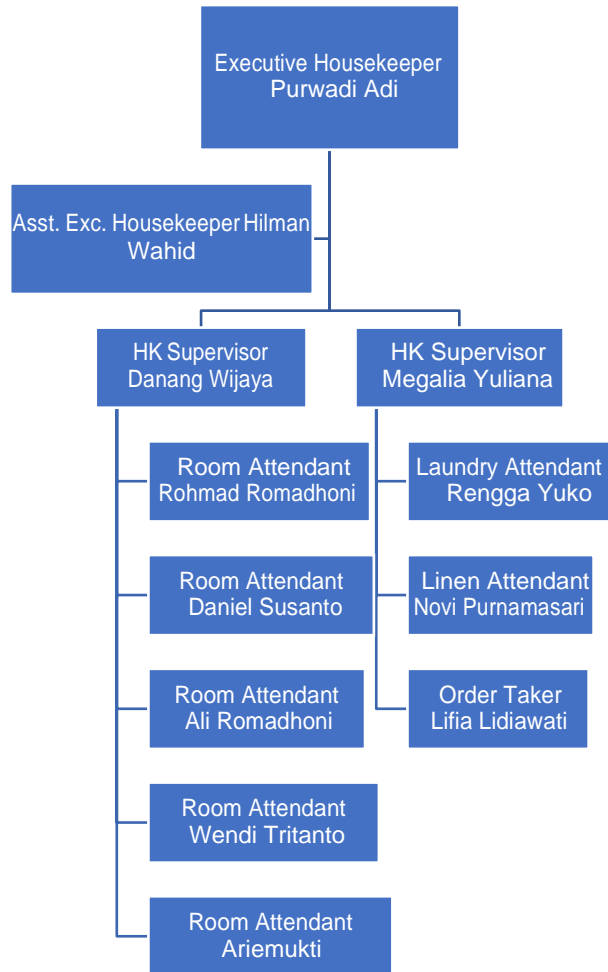 Executive Housekeeper
Purwadi Adi
Asst. Exc. Housekeeper Hilman
Wahid
HK Supervisor
Danang Wijaya
HK Supervisor
Megalia Yuliana
Room Attendant
Rohmad Romadhoni
Room Attendant
Daniel Susanto
Room Attendant
Ali Romadhoni
Room Attendant
Wendi Tritanto
Room Attendant
Ariemukti
Laundry Attendant
Rengga Yuko
Linen Attendant
Novi Purnamasari
Order Taker
Lifia Lidiawati